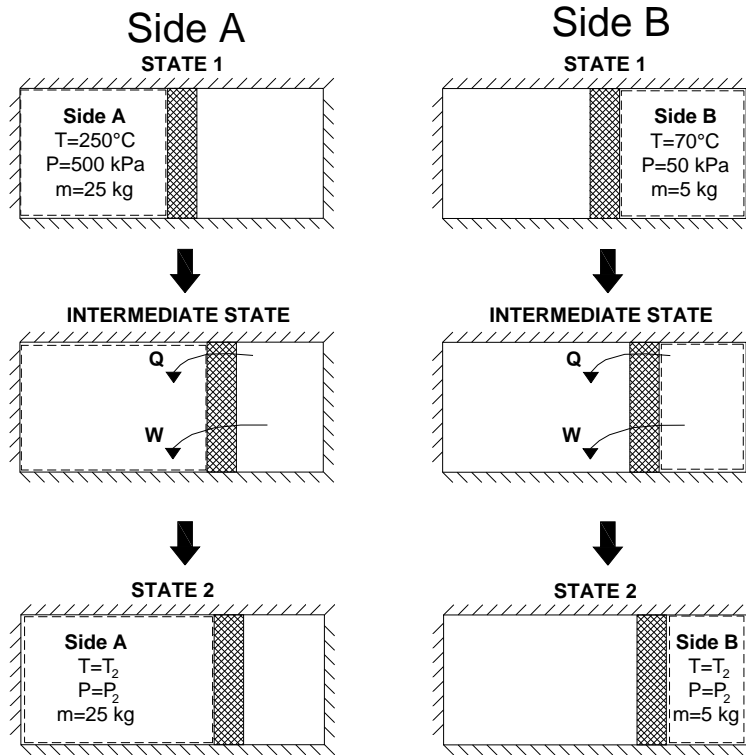 Side A
STATE 1
Side A
T=250°C
P=500 kPa
m=25 kg
INTERMEDIATE STATE
Q
W
STATE 2
Side A
T=T₂
P=P₂
m=25 kg
Side B
STATE 1
Side B
T=70°C
P=50 kPa
m=5 kg
INTERMEDIATE STATE
Q
W
STATE 2
Side B
T=T₂
P=P₂
m=5 kg